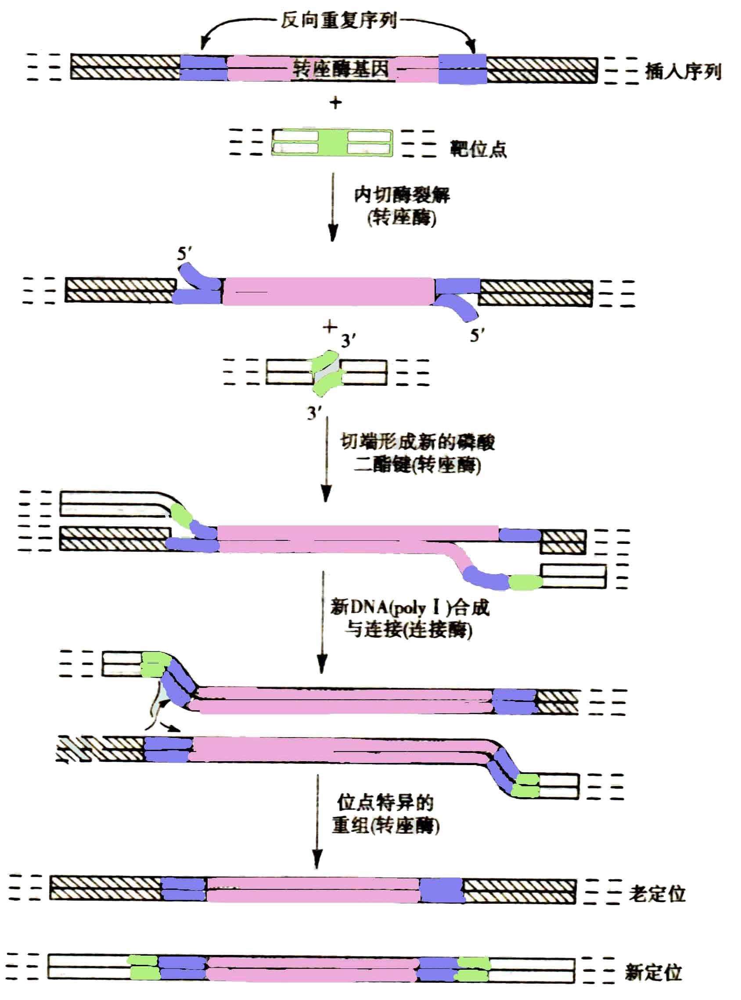 反向重复序列
转座酶基因
插入序列
+
靶位点
内切酶裂解
(转座酶)
5′
5′
+
3′
3′
切端形成新的磷酸
二酯键(转座酶)
新DNA(poly Ⅰ)合成
与连接(连接酶)
位点特异的
重组(转座酶)
老定位
新定位